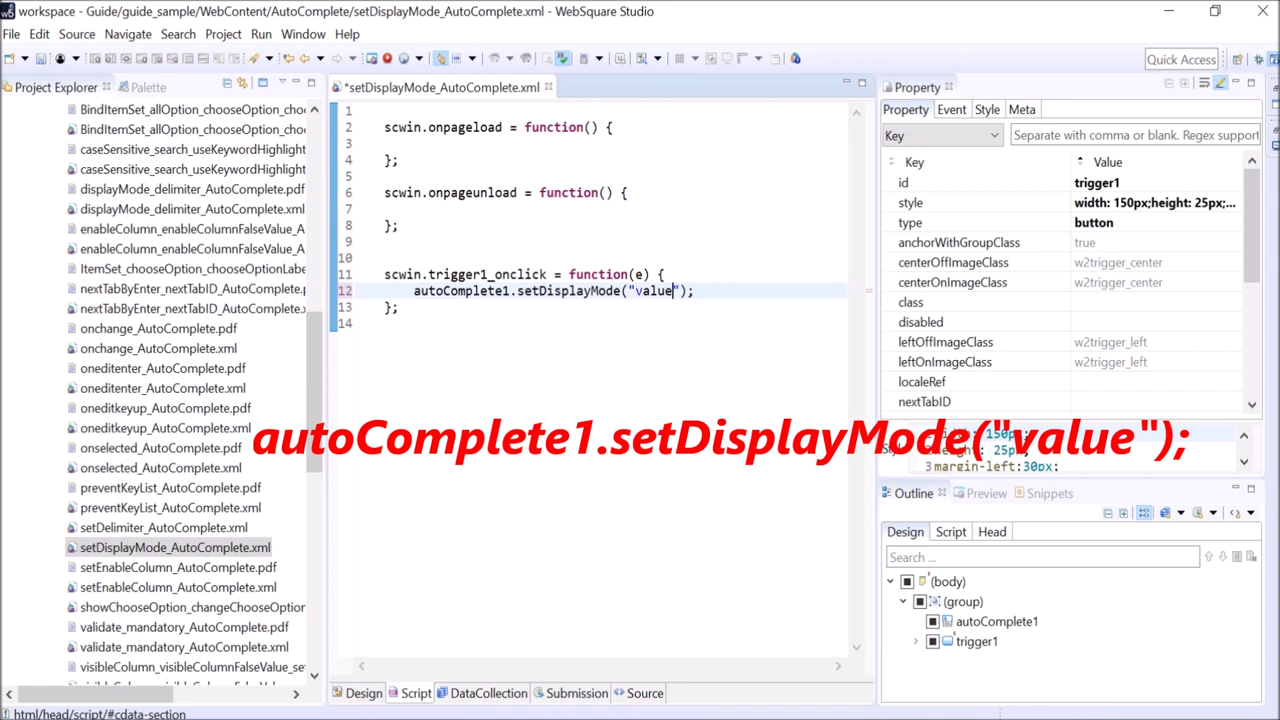 workspace - Guide/guide_sample/WebContent/AutoComplete/setDisplayMode_AutoComplete.xml - WebSquare Studio
File Edit Source Navigate Search Project Run Window Help
Quick Access
Project Explorer Palette
BindItemSet_allOption_chooseOption_cho
BindItemSet_allOption_chooseOption_cho
caseSensitive_search_useKeywordHighlight
caseSensitive_search_useKeywordHighlight
displayMode_delimiter_AutoComplete.pdf
displayMode_delimiter_AutoComplete.xml
enableColumn_enableColumnFalseValue_A
enableColumn_enableColumnFalseValue_A
ItemSet_chooseOption_chooseOptionLabe
nextTabByEnter_nextTabID_AutoComplete.
nextTabByEnter_nextTabID_AutoComplete.
onchange_AutoComplete.pdf
onchange_AutoComplete.xml
oneditenter_AutoComplete.pdf
oneditenter_AutoComplete.xml
oneditkeyup_AutoComplete.pdf
oneditkeyup_AutoComplete.xml
onselected_AutoComplete.pdf
onselected_AutoComplete.xml
preventKeyList_AutoComplete.pdf
preventKeyList_AutoComplete.xml
setDelimiter_AutoComplete.xml
setDisplayMode_AutoComplete.xml
setEnableColumn_AutoComplete.pdf
setEnableColumn_AutoComplete.xml
showChooseOption_changeChooseOption
validate_mandatory_AutoComplete.pdf
validate_mandatory_AutoComplete.xml
visibleColumn_visibleColumnFalseValue_se
*setDisplayMode_AutoComplete.xml
1
2 scwin.onpageload = function() {
3
4 };
5
6 scwin.onpageunload = function() {
7
8 };
9
10
11 scwin.trigger1_onclick = function(e) {
12 autoComplete1.setDisplayMode("value");
13 };
14
autoComplete1.setDisplayMode("value");
Design Script DataCollection Submission Source
Property
Property Event Style Meta
Key Separate with comma or blank. Regex support
Key Value
id trigger1
style width: 150px;height: 25px;...
type button
anchorWithGroupClass true
centerOffImageClass w2trigger_center
centerOnImageClass w2trigger_center
class
disabled
leftOffImageClass w2trigger_left
leftOnImageClass w2trigger_left
localeRef
nextTabID
3 margin-left:30px;
Outline Preview Snippets
Design Script Head
Search ...
(body)
(group)
autoComplete1
trigger1
html/head/script/#cdata-section